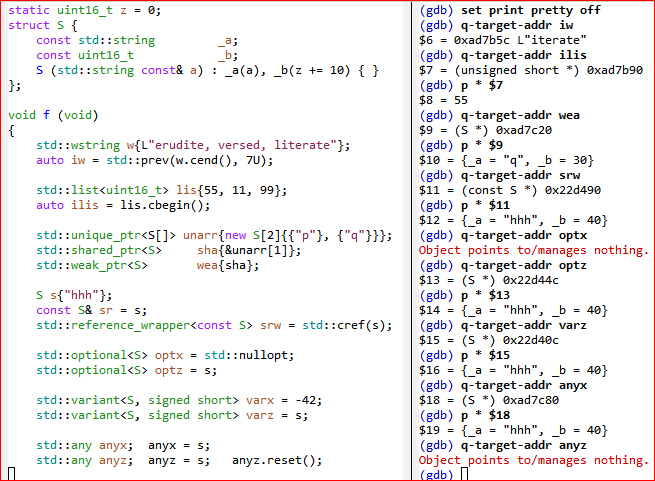 static uint16_t z = 0;
struct S {
    const std::string        _a;
    const uint16_t           _b;
    S (std::string const& a) : _a(a), _b(z += 10) { }
};

void f (void)
{
    std::wstring w{L"erudite, versed, literate"};
    auto iw = std::prev(w.cend(), 7U);

    std::list<uint16_t> lis{55, 11, 99};
    auto ilis = lis.cbegin();

    std::unique_ptr<S[]> unarr{new S[2]{{"p"}, {"q"}}};
    std::shared_ptr<S>     sha{&unarr[1]};
    std::weak_ptr<S>       wea{sha};

    S s{"hhh"};
    const S& sr = s;
    std::reference_wrapper<const S> srw = std::cref(s);

    std::optional<S> optx = std::nullopt;
    std::optional<S> optz = s;

    std::variant<S, signed short> varx = -42;
    std::variant<S, signed short> varz = s;

    std::any anyx;  anyx = s;
    std::any anyz;  anyz = s;   anyz.reset();
(gdb) set print pretty off
(gdb) q-target-addr iw
$6 = 0xad7b5c L"iterate"
(gdb) q-target-addr ilis
$7 = (unsigned short *) 0xad7b90
(gdb) p * $7
$8 = 55
(gdb) q-target-addr wea
$9 = (S *) 0xad7c20
(gdb) p * $9
$10 = {_a = "q", _b = 30}
(gdb) q-target-addr srw
$11 = (const S *) 0x22d490
(gdb) p * $11
$12 = {_a = "hhh", _b = 40}
(gdb) q-target-addr optx
Object points to/manages nothing.
(gdb) q-target-addr optz
$13 = (S *) 0x22d44c
(gdb) p * $13
$14 = {_a = "hhh", _b = 40}
(gdb) q-target-addr varz
$15 = (S *) 0x22d40c
(gdb) p * $15
$16 = {_a = "hhh", _b = 40}
(gdb) q-target-addr anyx
$18 = (S *) 0xad7c80
(gdb) p * $18
$19 = {_a = "hhh", _b = 40}
(gdb) q-target-addr anyz
Object points to/manages nothing.
(gdb)